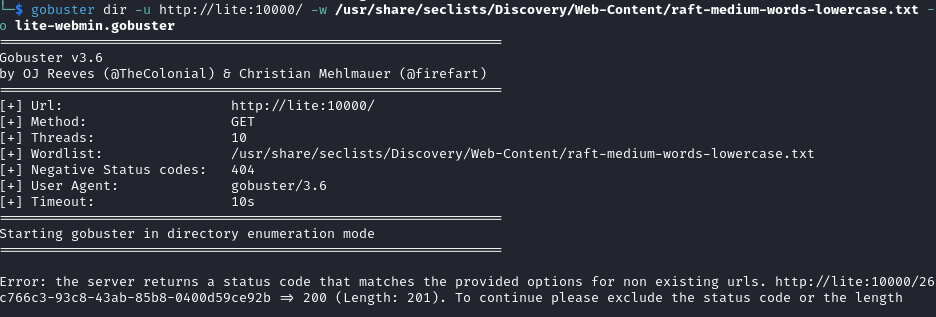 └─$ gobuster dir -u http://lite:10000/ -w /usr/share/seclists/Discovery/Web-Content/raft-medium-words-lowercase.txt -
o lite-webmin.gobuster
===============================================================
Gobuster v3.6
by OJ Reeves (@TheColonial) & Christian Mehlmauer (@firefart)
===============================================================
[+] Url:                     http://lite:10000/
[+] Method:                  GET
[+] Threads:                 10
[+] Wordlist:                /usr/share/seclists/Discovery/Web-Content/raft-medium-words-lowercase.txt
[+] Negative Status codes:   404
[+] User Agent:              gobuster/3.6
[+] Timeout:                 10s
===============================================================
Starting gobuster in directory enumeration mode
===============================================================

Error: the server returns a status code that matches the provided options for non existing urls. http://lite:10000/26
c766c3-93c8-43ab-85b8-0400d59ce92b => 200 (Length: 201). To continue please exclude the status code or the length